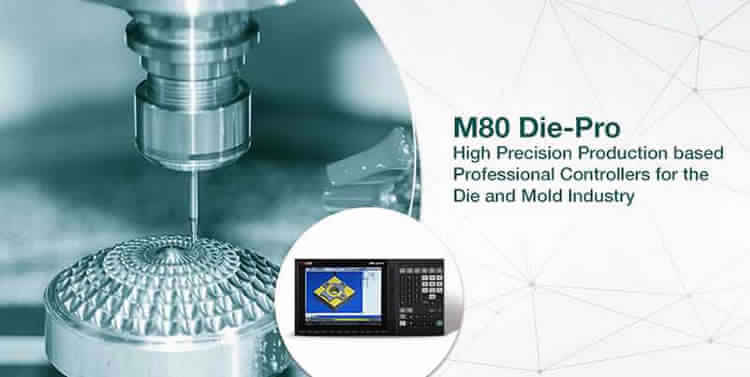 M80 Die-Pro
High Precision Production based
Professional Controllers for the
Die and Mold Industry